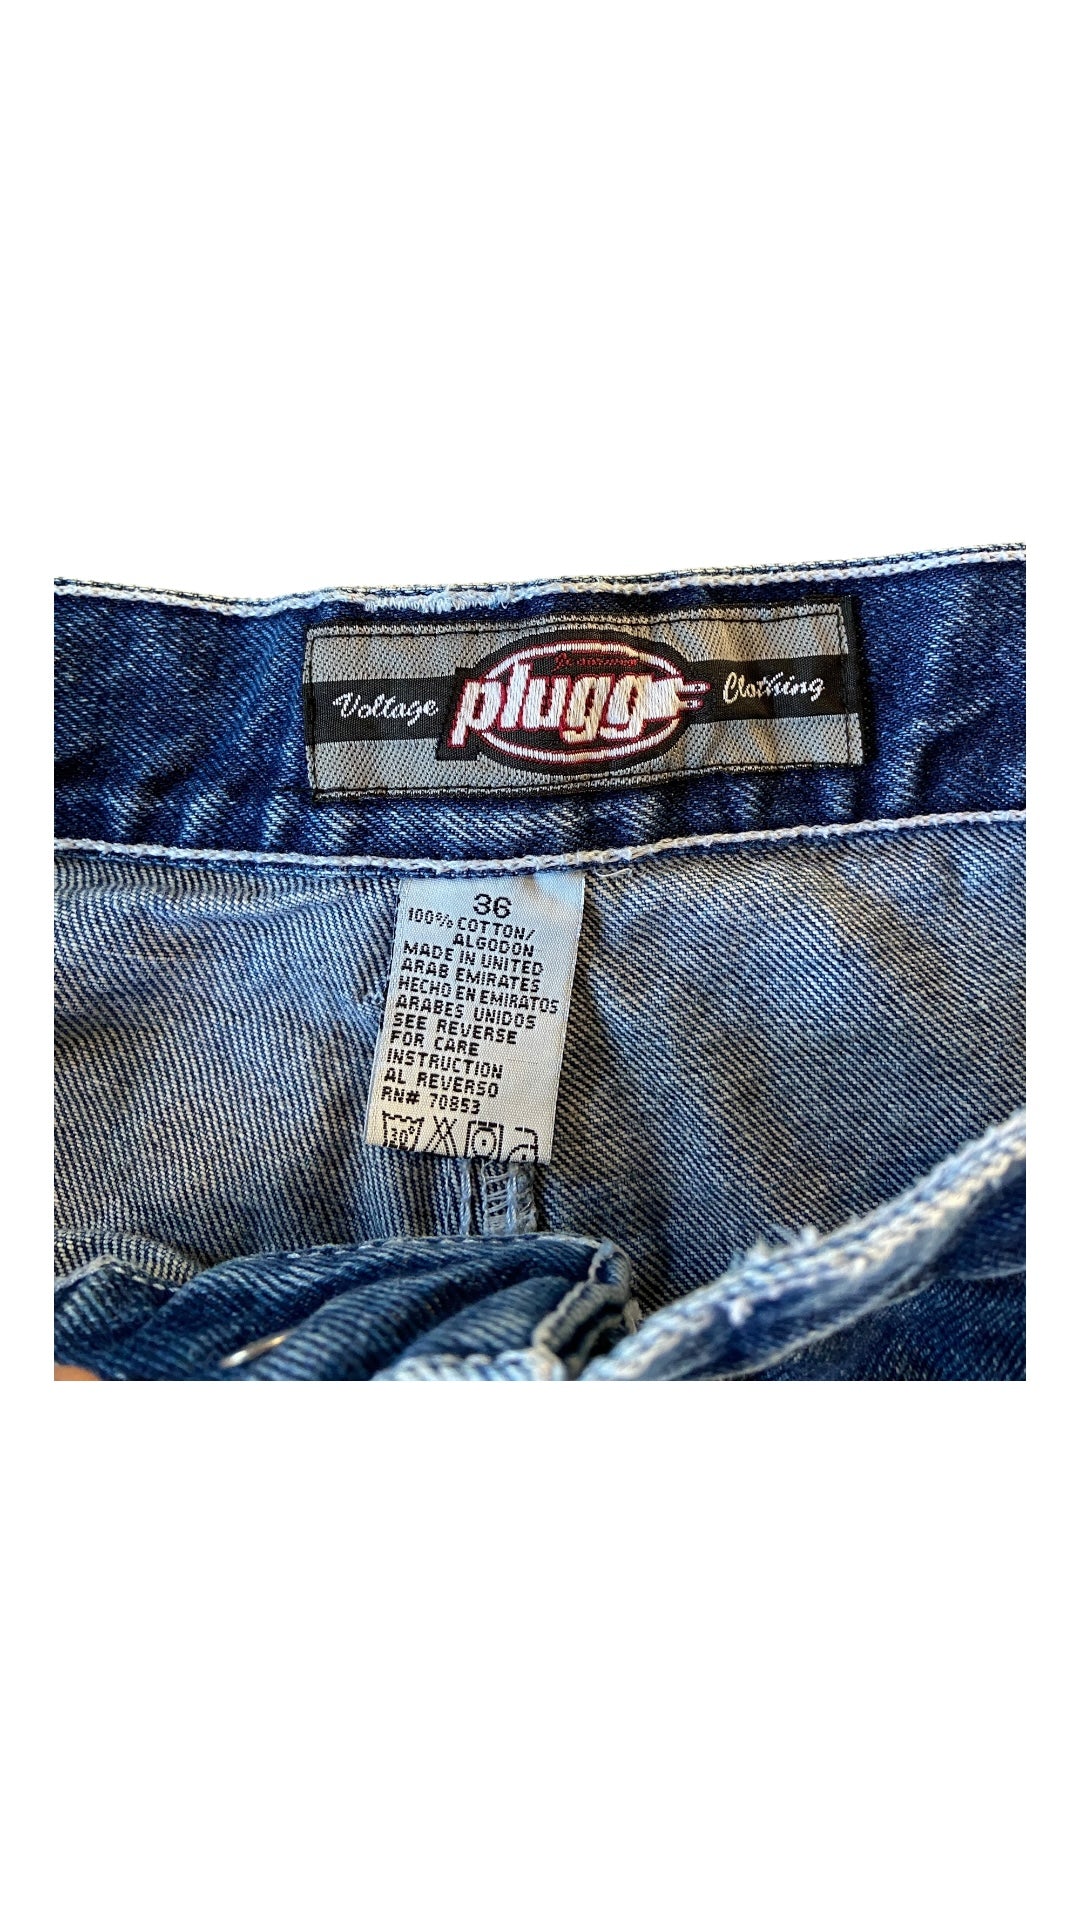 Voltage plugg Clothing
36
100% COTTON/
ALGODON
MADE IN UNITED
ARAB EMIRATES
HECHO EN EMIRATOS
ARABES UNIDOS
SEE REVERSE
FOR CARE
INSTRUCTION
AL REVERSO
RN# 70853
30°